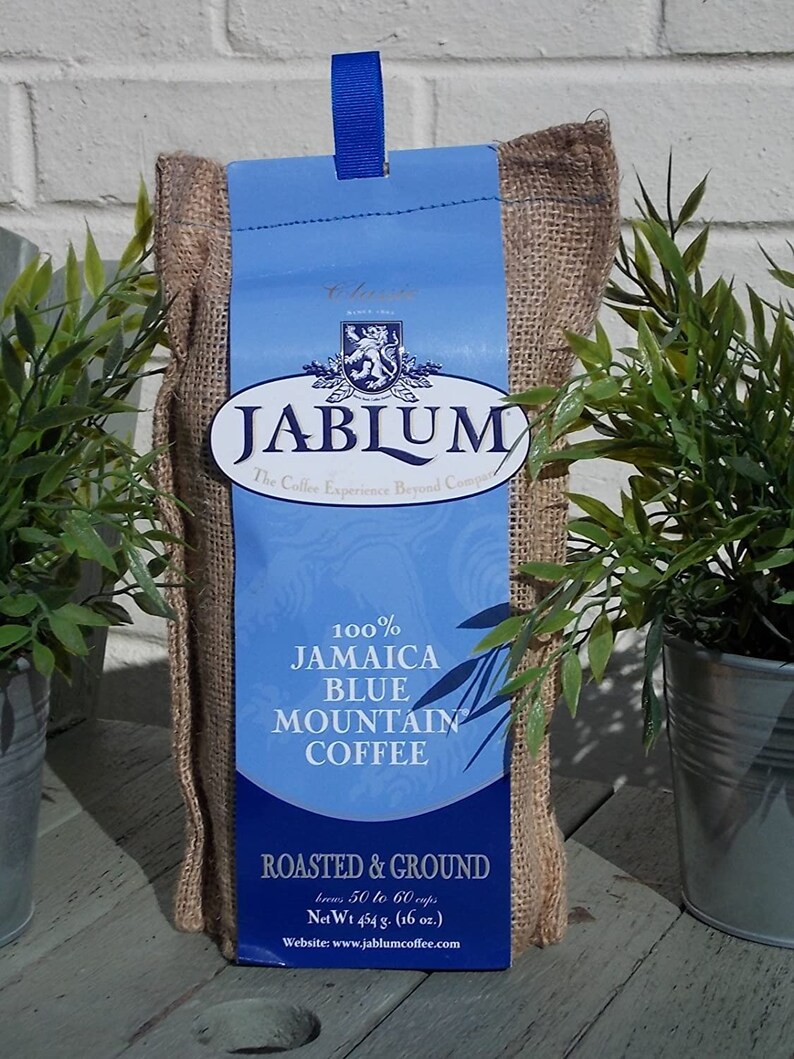 Classic
JABLUM®
The Coffee Experience Beyond Compare
100%
JAMAICA
BLUE
MOUNTAIN®
COFFEE
ROASTED & GROUND
brews 50 to 60 cups
Net Wt 454 g. (16 oz.)
Website: www.jablumcoffee.com